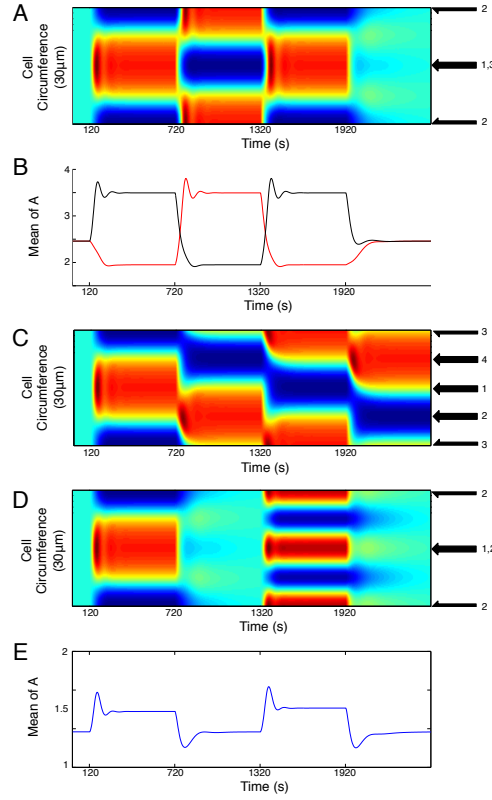 A
Cell
Circumference
(30µm)
2
1,3
2
120 720 1320 1920
Time (s)
B
Mean of A
4
3
2
120 720 1320 1920
Time (s)
C
Cell
Circumference
(30µm)
3
4
1
2
3
120 720 1320 1920
Time (s)
D
Cell
Circumference
(30µm)
2
1,2
2
120 720 1320 1920
Time (s)
E
Mean of A
2
1.5
1
120 720 1320 1920
Time (s)